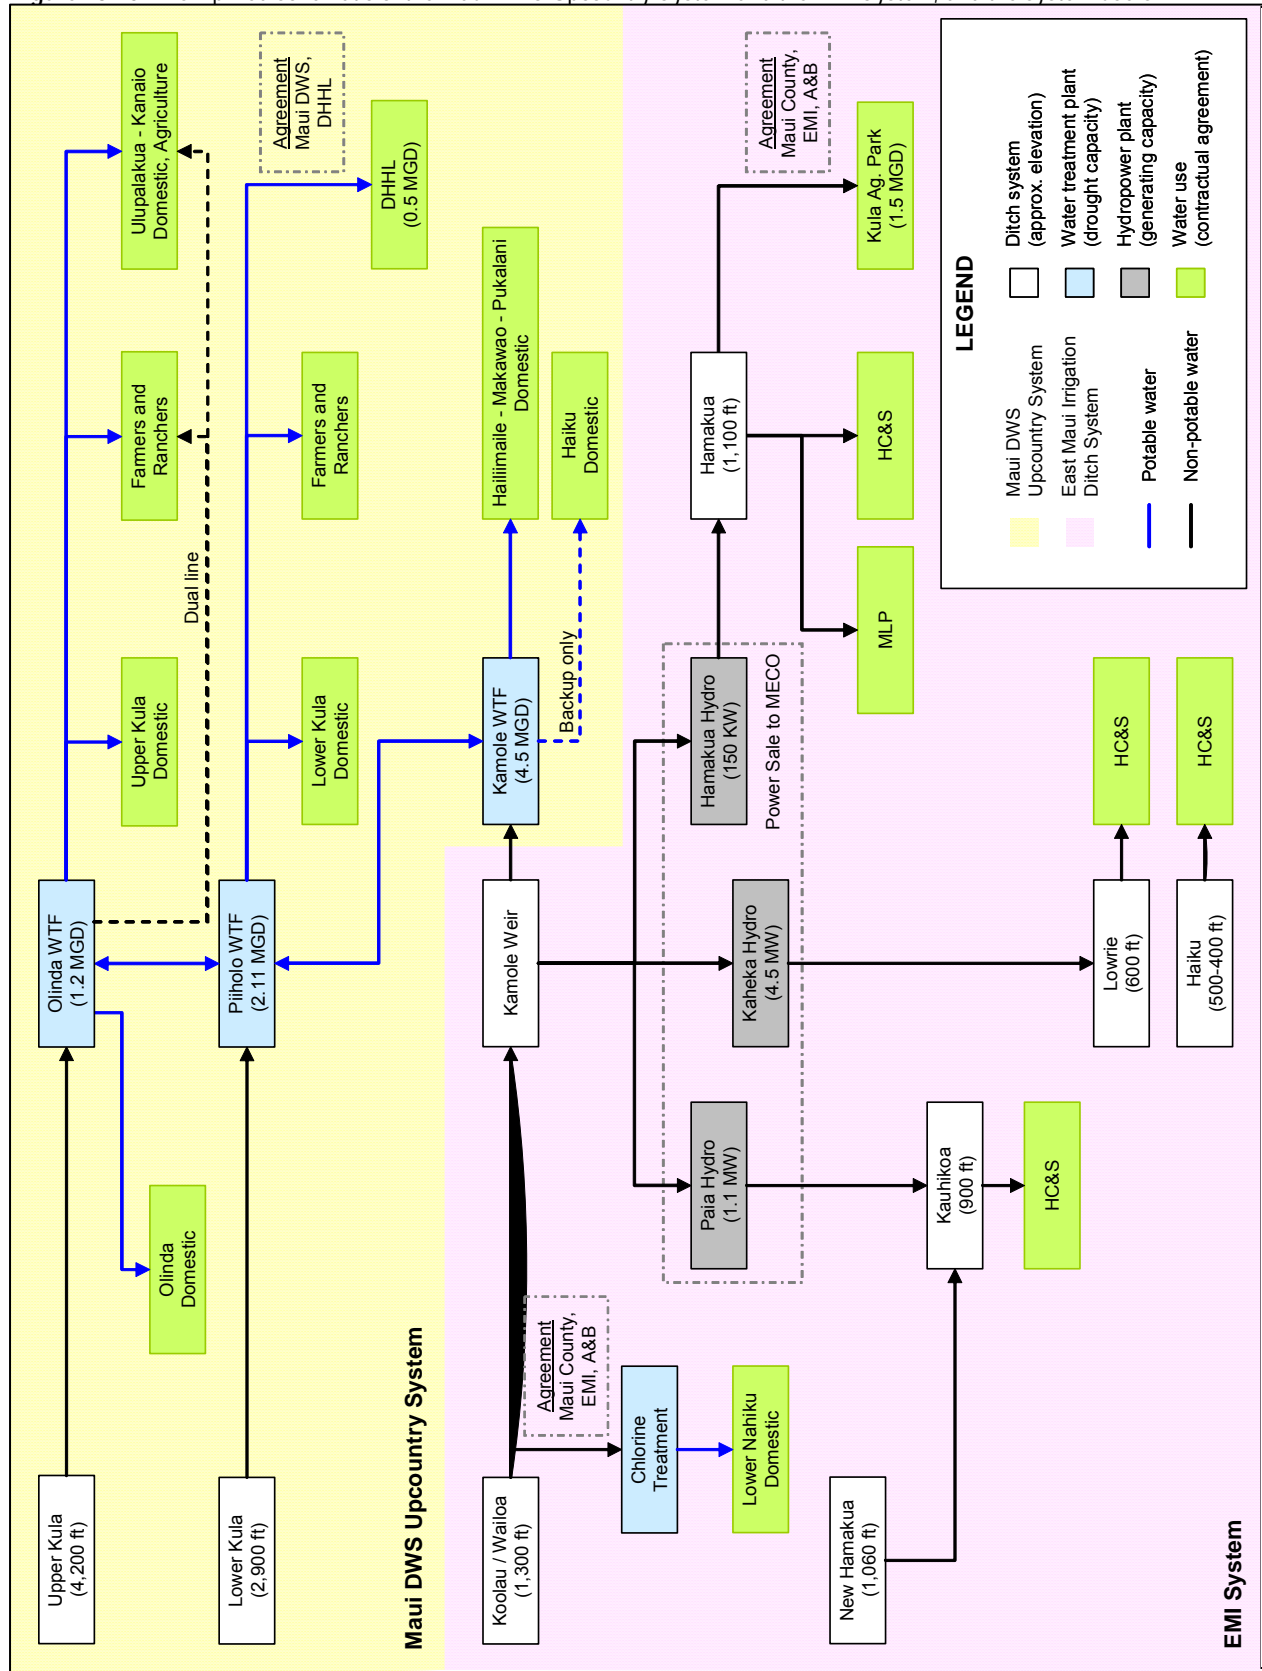 Upper Kula
(4,200 ft)
Olinda WTF
(1.2 MGD)
Upper Kula
Domestic
Farmers and
Ranchers
Ulupalakua - Kanaio
Domestic, Agriculture
Olinda
Domestic
Dual line
Lower Kula
(2,900 ft)
Piiholo WTF
(2.11 MGD)
Lower Kula
Domestic
Farmers and
Ranchers
Agreement
Maui DWS,
DHHL
DHHL
(0.5 MGD)
Maui DWS Upcountry System
Koolau / Wailoa
(1,300 ft)
Kamole Weir
Kamole WTF
(4.5 MGD)
Hailiimaile - Makawao - Pukalani
Domestic
Backup only
Haiku
Domestic
Agreement
Maui County,
EMI, A&B
Chlorine
Treatment
Lower Nahiku
Domestic
Paia Hydro
(1.1 MW)
Kaheka Hydro
(4.5 MW)
Hamakua Hydro
(150 KW)
Power Sale to MECO
Hamakua
(1,100 ft)
Agreement
Maui County,
EMI, A&B
MLP
HC&S
Kula Ag. Park
(1.5 MGD)
New Hamakua
(1,060 ft)
Kauhikoa
(900 ft)
HC&S
Lowrie
(600 ft)
HC&S
Haiku
(500-400 ft)
HC&S
EMI System
LEGEND
Maui DWS
Upcountry System
East Maui Irrigation
Ditch System
Potable water
Non-potable water
Ditch system
(approx. elevation)
Water treatment plant
(drought capacity)
Hydropower plant
(generating capacity)
Water use
(contractual agreement)